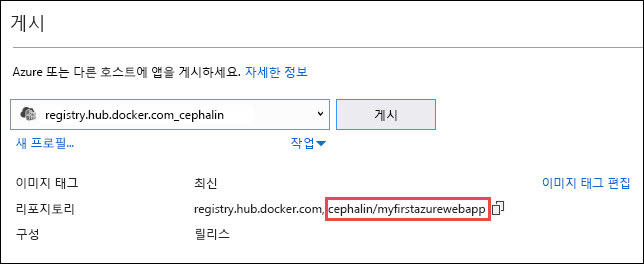 게시
Azure 또는 다른 호스트에 앱을 게시하세요. 자세한 정보
registry.hub.docker.com_cephalin 게시
새 프로필... 작업
이미지 태그 최신 이미지 태그 편집
리포지토리 registry.hub.docker.com, cephalin/myfirstazurewebapp
구성 릴리스